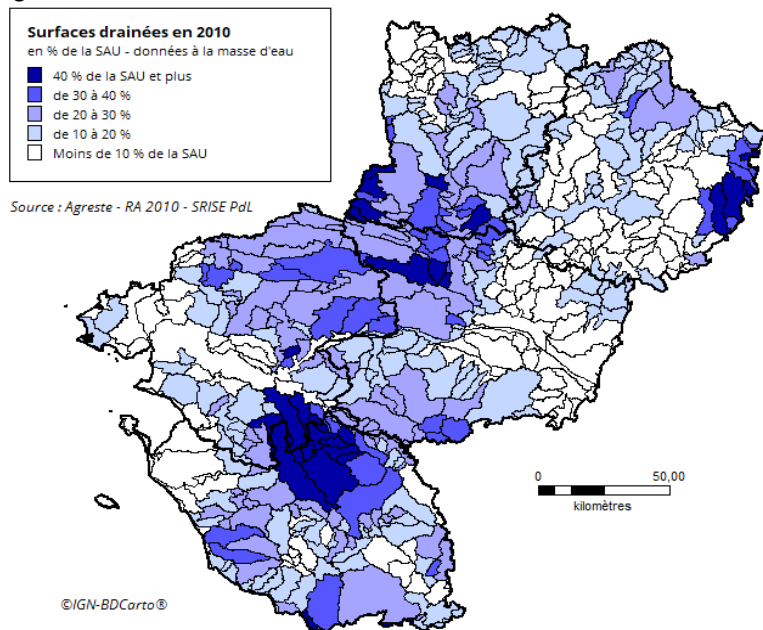 Surfaces drainées en 2010
en % de la SAU - données à la masse d'eau
40 % de la SAU et plus
de 30 à 40 %
de 20 à 30 %
de 10 à 20 %
Moins de 10 % de la SAU
Source : Agreste - RA 2010 - SRISE PdL
0 50,00
kilomètres
©IGN-BDCarto®